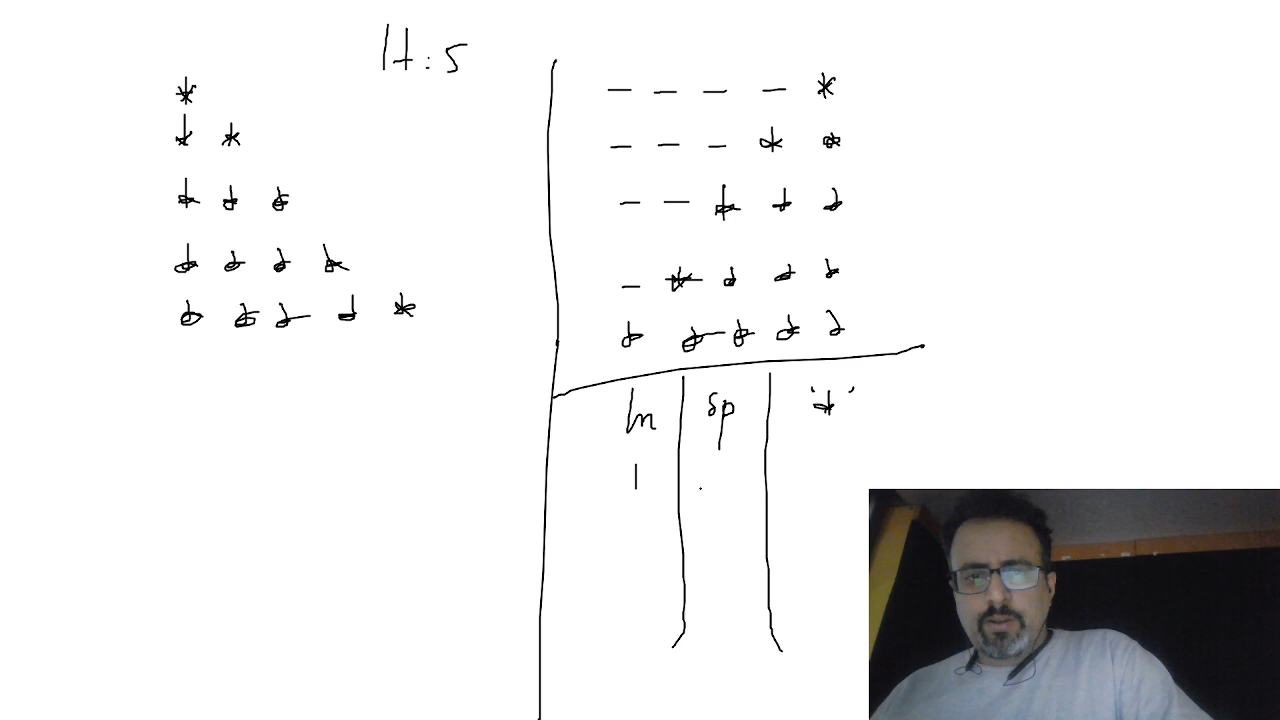 H: 5
*
* *
* * *
* * * *
* * * * *
_ _ _ _ *
_ _ _ * *
_ _ * * *
_ * * * *
* * * * *
ln sp '*'
1